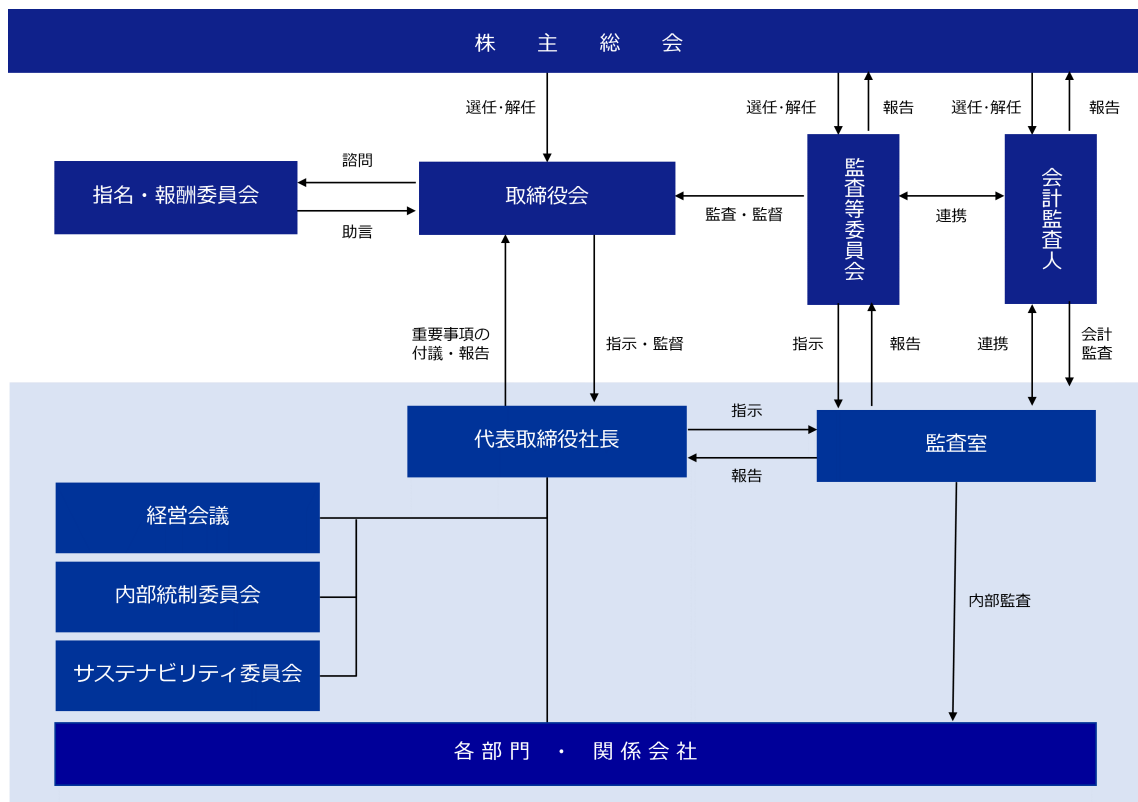 株 主 総 会
選任・解任
選任・解任
報告
選任・解任
報告
諮問
指名・報酬委員会
取締役会
監査等委員会
会計監査人
助言
監査・監督
連携
重要事項の
付議・報告
指示・監督
指示
報告
連携
会計
監査
代表取締役社長
指示
監査室
報告
経営会議
内部統制委員会
内部監査
サステナビリティ委員会
各部門 ・ 関係会社